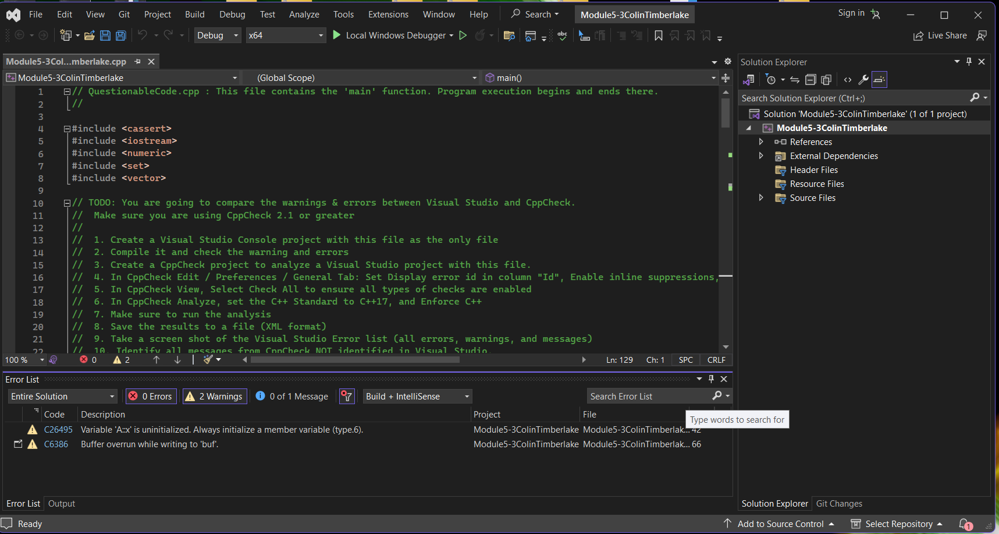 File Edit View Git Project Build Debug Test Analyze Tools Extensions Window Help Search Module5-3ColinTimberlake Sign in
Debug x64 Local Windows Debugger Live Share
Module5-3Col...mberlake.cpp
Module5-3ColinTimberlake (Global Scope) main()
1 // QuestionableCode.cpp : This file contains the 'main' function. Program execution begins and ends there.
2 //
3
4 #include <cassert>
5 #include <iostream>
6 #include <numeric>
7 #include <set>
8 #include <vector>
9
10 // TODO: You are going to compare the warnings & errors between Visual Studio and CppCheck.
11 //  Make sure you are using CppCheck 2.1 or greater
12 //
13 //  1. Create a Visual Studio Console project with this file as the only file
14 //  2. Compile it and check the warning and errors
15 //  3. Create a CppCheck project to analyze a Visual Studio project with this file.
16 //  4. In CppCheck Edit / Preferences / General Tab: Set Display error id in column "Id", Enable inline suppressions,
17 //  5. In CppCheck View, Select Check All to ensure all types of checks are enabled
18 //  6. In CppCheck Analyze, set the C++ Standard to C++17, and Enforce C++
19 //  7. Make sure to run the analysis
20 //  8. Save the results to a file (XML format)
21 //  9. Take a screen shot of the Visual Studio Error list (all errors, warnings, and messages)
22 //  10. Identify all messages from CppCheck NOT identified in Visual Studio.
100 % 0 2 Ln: 129 Ch: 1 SPC CRLF
Error List
Entire Solution 0 Errors 2 Warnings 0 of 1 Message Build + IntelliSense Search Error List
Code Description Project File
Type words to search for
C26495 Variable 'A::x' is uninitialized. Always initialize a member variable (type.6). Module5-3ColinTimberlake Module5-3ColinTimberlak... 42
C6386 Buffer overrun while writing to 'buf'. Module5-3ColinTimberlake Module5-3ColinTimberlak... 66
Error List Output
Solution Explorer
Search Solution Explorer (Ctrl+;)
Solution 'Module5-3ColinTimberlake' (1 of 1 project)
Module5-3ColinTimberlake
References
External Dependencies
Header Files
Resource Files
Source Files
Solution Explorer Git Changes
Ready Add to Source Control Select Repository 1